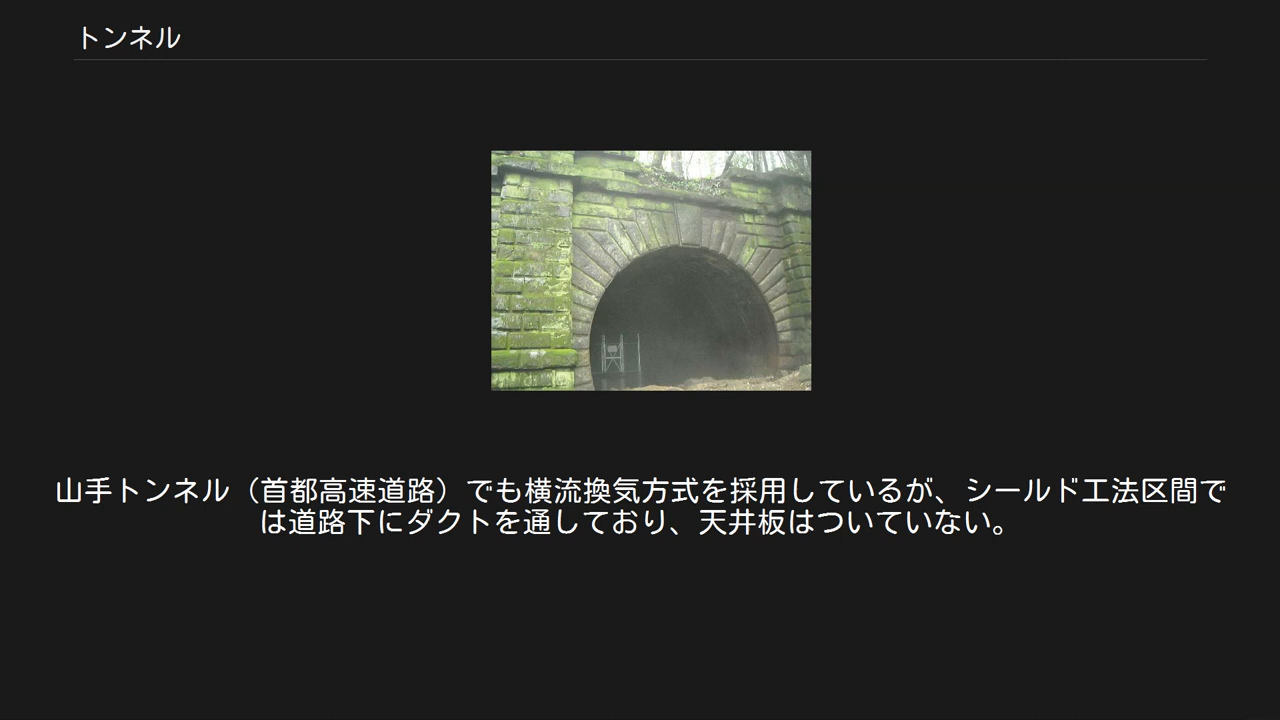 トンネル
山手トンネル（首都高速道路）でも横流換気方式を採用しているが、シールド工法区間で
は道路下にダクトを通しており、天井板はついていない。